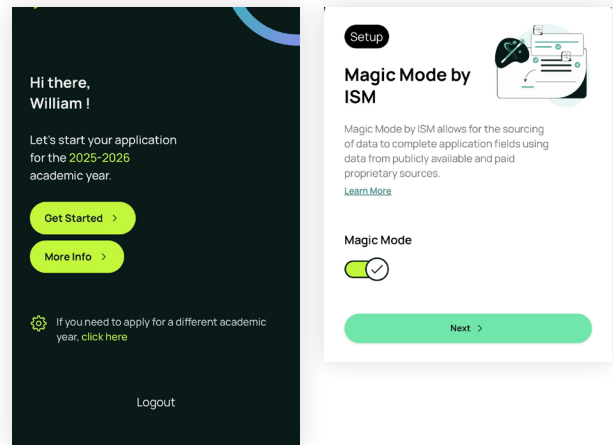 Hi there,
William !
Let's start your application
for the 2025-2026
academic year.
Get Started
More Info
If you need to apply for a different academic
year, click here
Logout
Setup
Magic Mode by
ISM
Magic Mode by ISM allows for the sourcing
of data to complete application fields using
data from publicly available and paid
proprietary sources.
Learn More
Magic Mode
Next